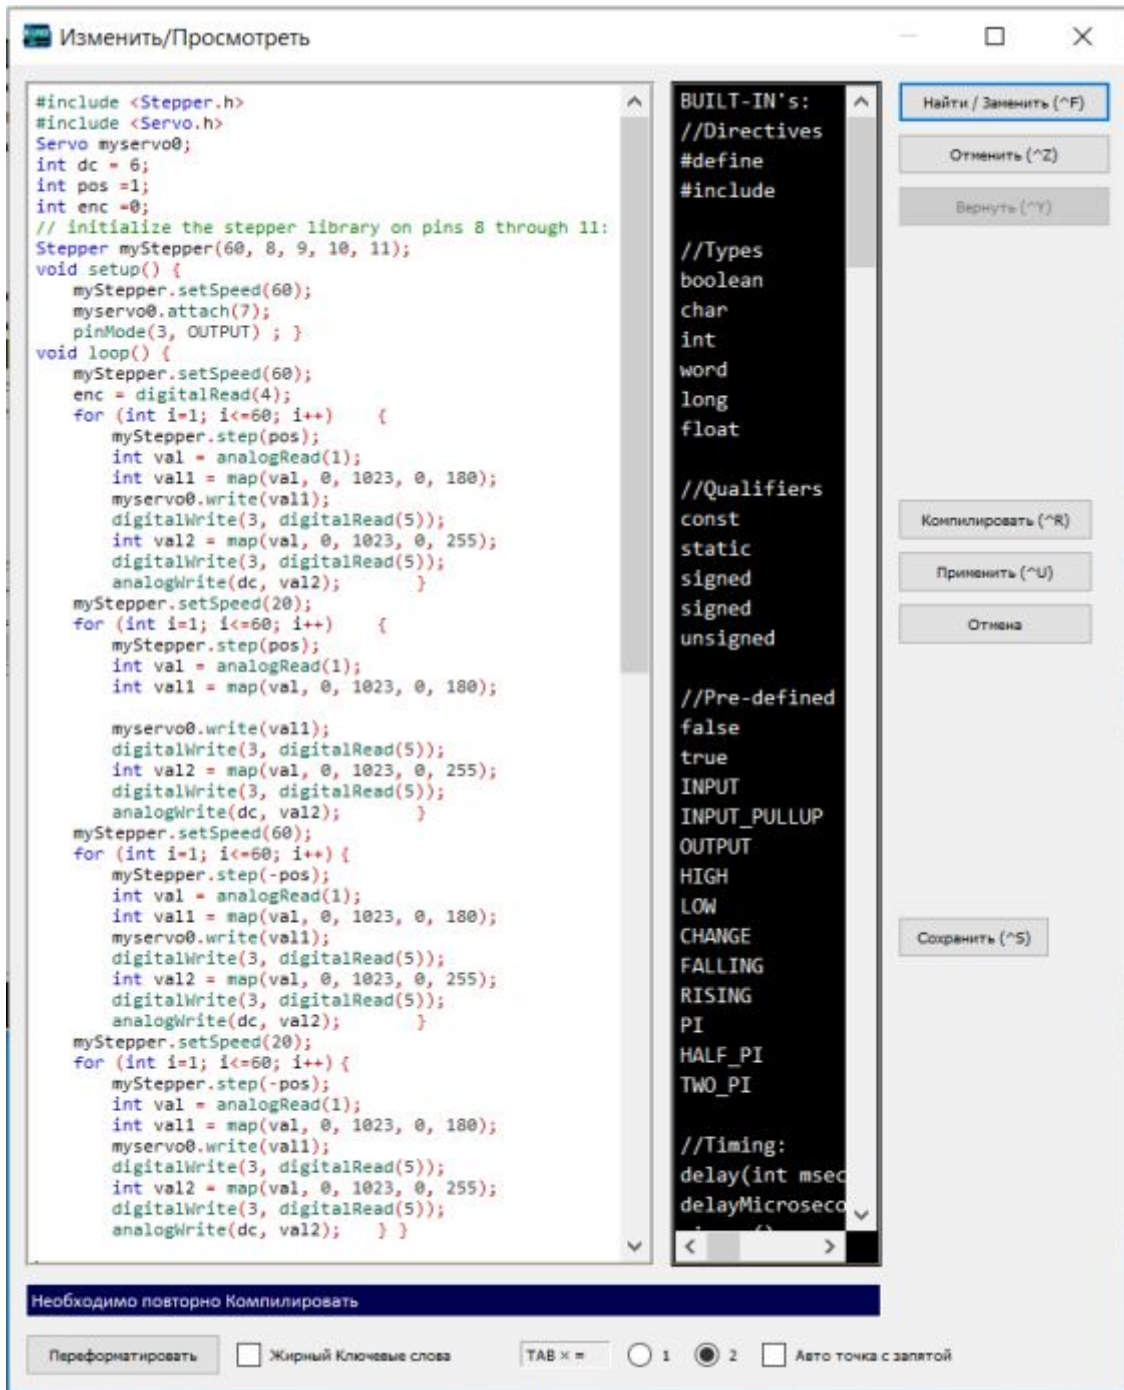 Изменить/Просмотреть
#include <Stepper.h>
#include <Servo.h>
Servo myservo0;
int dc = 6;
int pos =1;
int enc =0;
// initialize the stepper library on pins 8 through 11:
Stepper myStepper(60, 8, 9, 10, 11);
void setup() {
myStepper.setSpeed(60);
myservo0.attach(7);
pinMode(3, OUTPUT) ; }
void loop() {
myStepper.setSpeed(60);
enc = digitalRead(4);
for (int i=1; i<=60; i++) {
myStepper.step(pos);
int val = analogRead(1);
int val1 = map(val, 0, 1023, 0, 180);
myservo0.write(val1);
digitalWrite(3, digitalRead(5));
int val2 = map(val, 0, 1023, 0, 255);
digitalWrite(3, digitalRead(5));
analogWrite(dc, val2); }
myStepper.setSpeed(20);
for (int i=1; i<=60; i++) {
myStepper.step(pos);
int val = analogRead(1);
int val1 = map(val, 0, 1023, 0, 180);
myservo0.write(val1);
digitalWrite(3, digitalRead(5));
int val2 = map(val, 0, 1023, 0, 255);
digitalWrite(3, digitalRead(5));
analogWrite(dc, val2); }
myStepper.setSpeed(60);
for (int i=1; i<=60; i++) {
myStepper.step(-pos);
int val = analogRead(1);
int val1 = map(val, 0, 1023, 0, 180);
myservo0.write(val1);
digitalWrite(3, digitalRead(5));
int val2 = map(val, 0, 1023, 0, 255);
digitalWrite(3, digitalRead(5));
analogWrite(dc, val2); }
myStepper.setSpeed(20);
for (int i=1; i<=60; i++) {
myStepper.step(-pos);
int val = analogRead(1);
int val1 = map(val, 0, 1023, 0, 180);
myservo0.write(val1);
digitalWrite(3, digitalRead(5));
int val2 = map(val, 0, 1023, 0, 255);
digitalWrite(3, digitalRead(5));
analogWrite(dc, val2); } }
BUILT-IN's:
//Directives
#define
#include
//Types
boolean
char
int
word
long
float
//Qualifiers
const
static
signed
signed
unsigned
//Pre-defined
false
true
INPUT
INPUT_PULLUP
OUTPUT
HIGH
LOW
CHANGE
FALLING
RISING
PI
HALF_PI
TWO_PI
//Timing:
delay(int msec
delayMicroseco
Найти / Заменить (^F)
Отменить (^Z)
Вернуть (^Y)
Компилировать (^R)
Применить (^U)
Отмена
Сохранить (^S)
Необходимо повторно Компилировать
Переформатировать
Жирный Ключевые слова
TAB × =
1
2
Авто точка с запятой